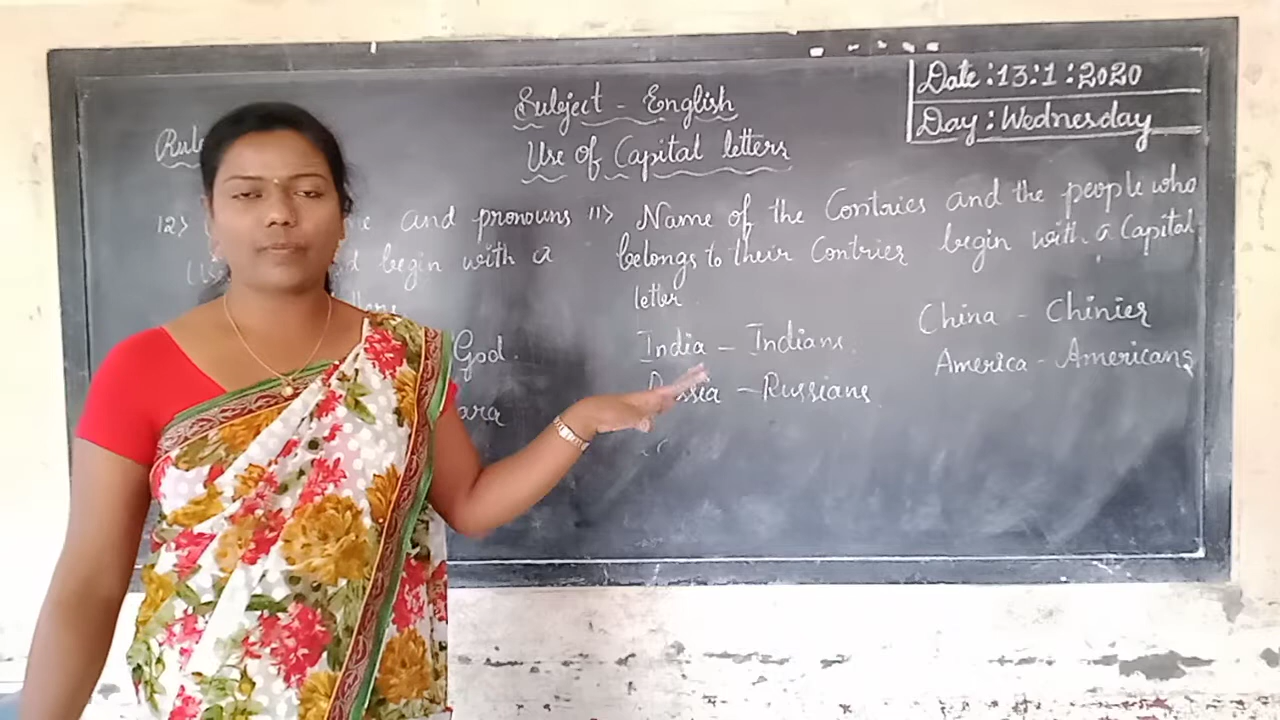 Subject - English
Date : 13:1:2020
Day : Wednesday
Use of Capital letters
12> and pronouns
begin with a
God.
11> Name of the Contries and the people who
belongs to their Contries begin with a Capital
letter.
India - Indians.
Russians
China - Chinies
America - Americans